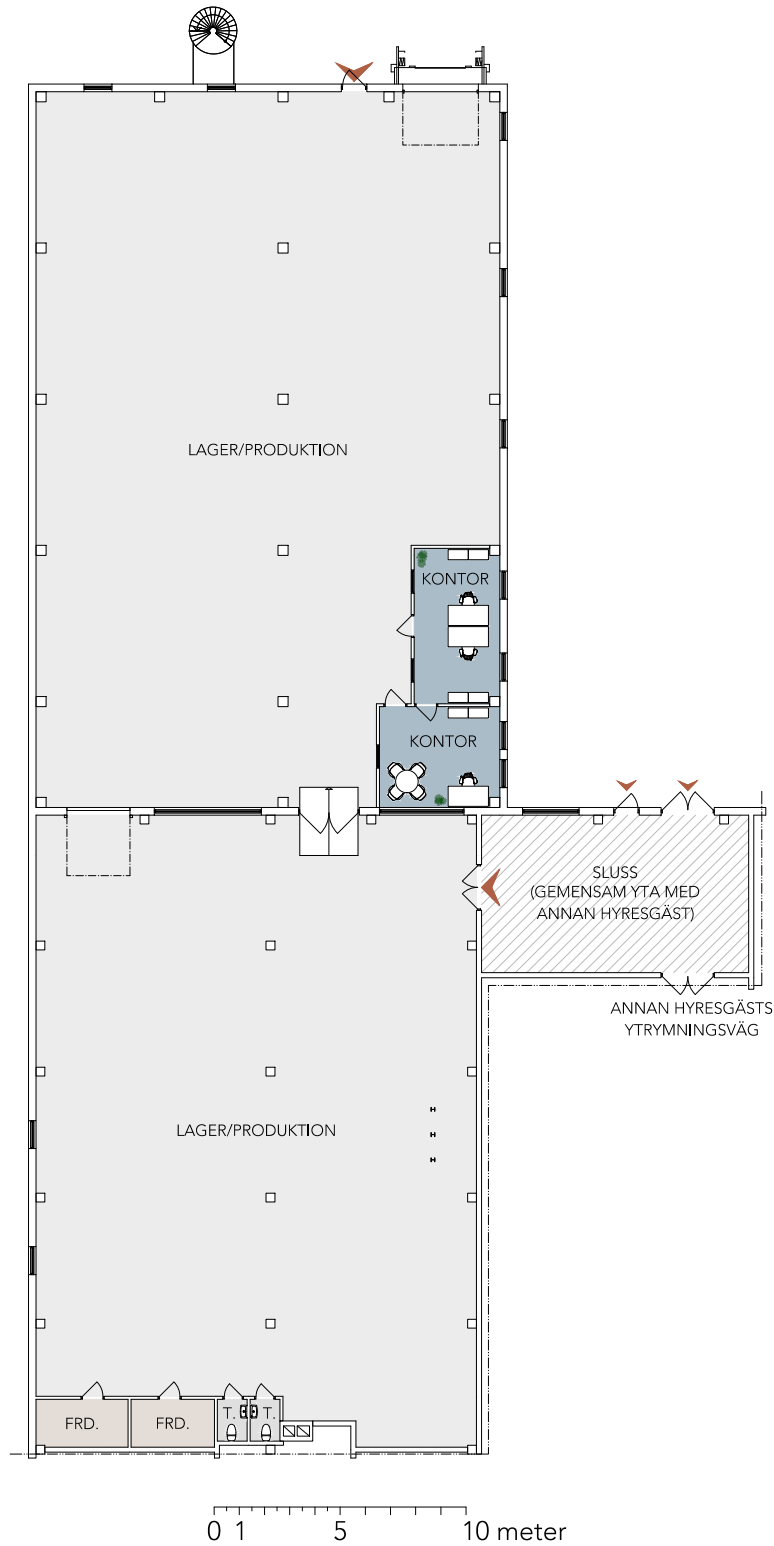 LAGER/PRODUKTION
KONTOR
KONTOR
SLUSS
(GEMENSAM YTA MED
ANNAN HYRESGÄST)
ANNAN HYRESGÄSTS
YTRYMNINGSVÄG
LAGER/PRODUKTION
FRD.
FRD.
T.
T.
0 1 5 10 meter